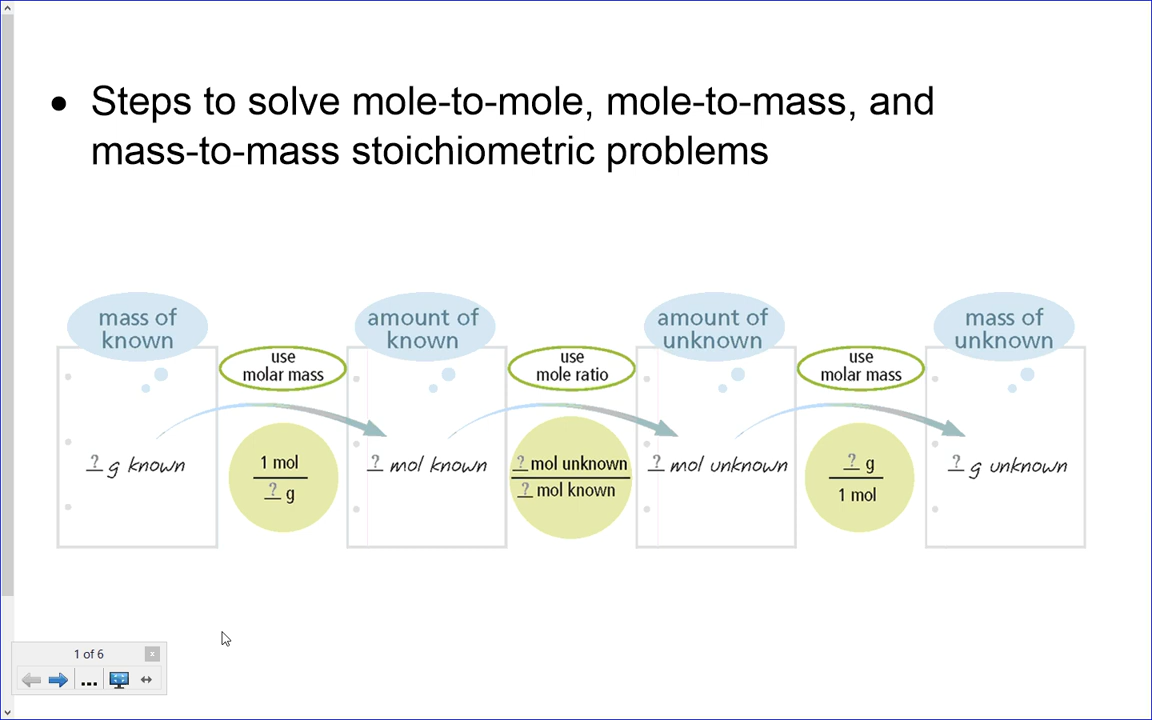 • Steps to solve mole-to-mole, mole-to-mass, and
mass-to-mass stoichiometric problems
mass of
known
use
molar mass
amount of
known
use
mole ratio
amount of
unknown
use
molar mass
mass of
unknown
? g known
1 mol
? g
? mol known
? mol unknown
? mol known
? mol unknown
? g
1 mol
? g unknown
1 of 6
x
...